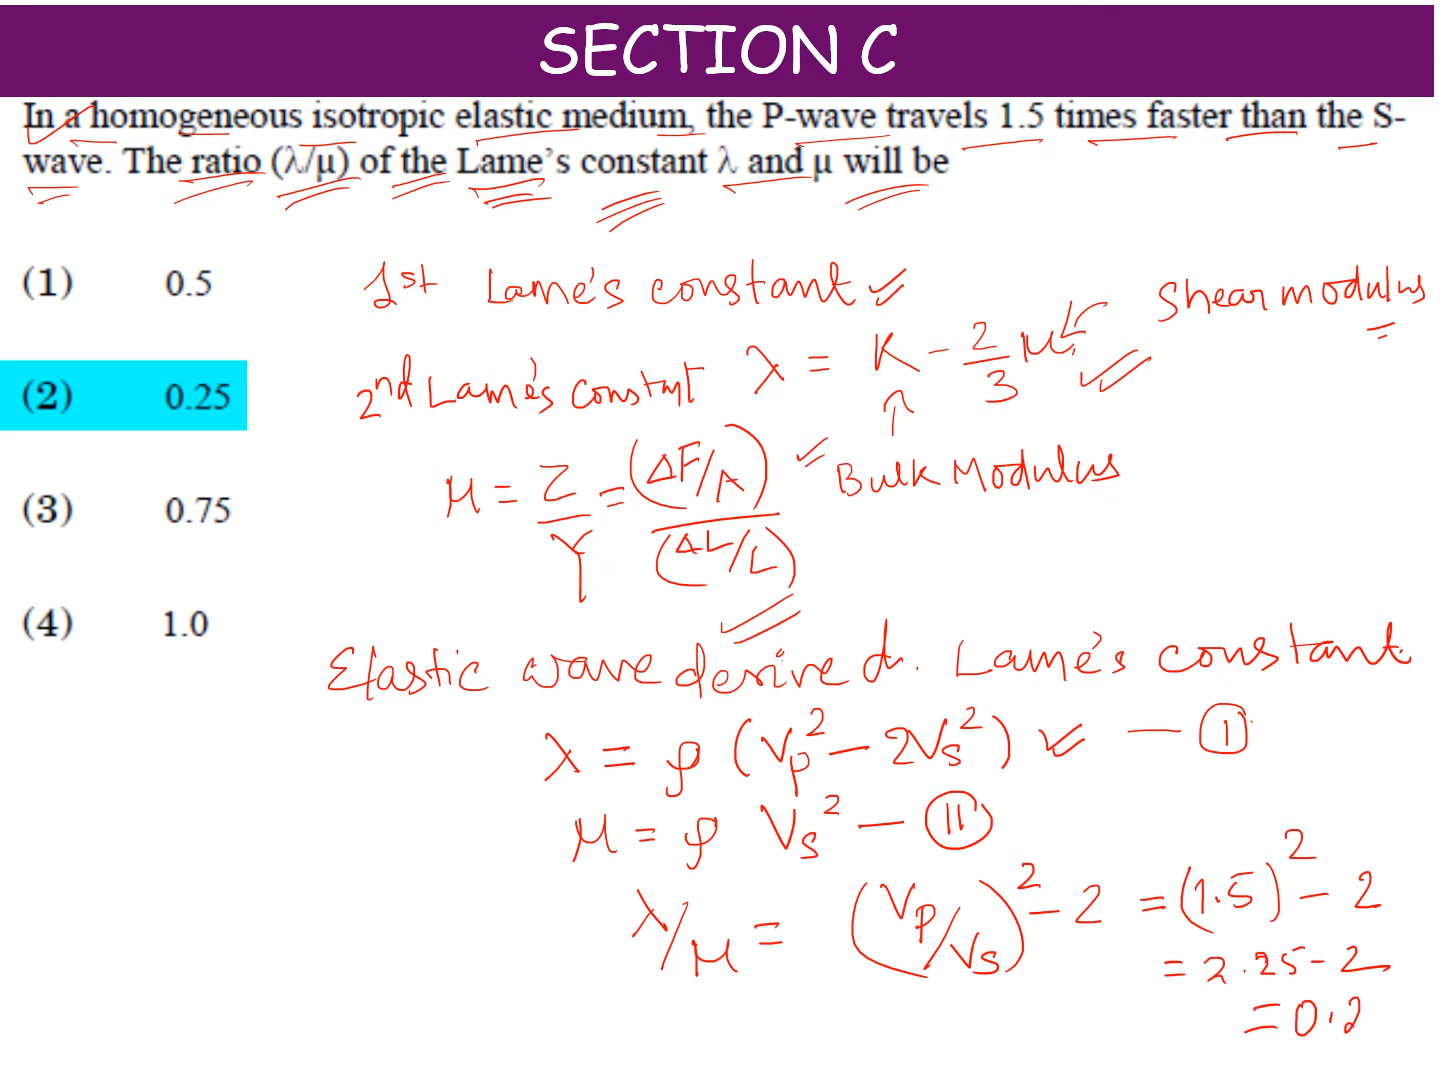 SECTION C
In a homogeneous isotropic elastic medium, the P-wave travels 1.5 times faster than the S-
wave. The ratio (λ/μ) of the Lame's constant λ and μ will be
(1) 0.5
(2) 0.25
(3) 0.75
(4) 1.0
1st Lame's constant
Shear modulus
2nd Lame's constant λ = K - 2/3 μ
Bulk Modulus
μ = τ/γ = (ΔF/A)/(ΔL/L)
Elastic wave derived Lame's constant
λ = ρ (Vp² - 2Vs²) - I
μ = ρ Vs² - II
λ/μ = (Vp/Vs)² - 2 = (1.5)² - 2
= 2.25 - 2
= 0.2